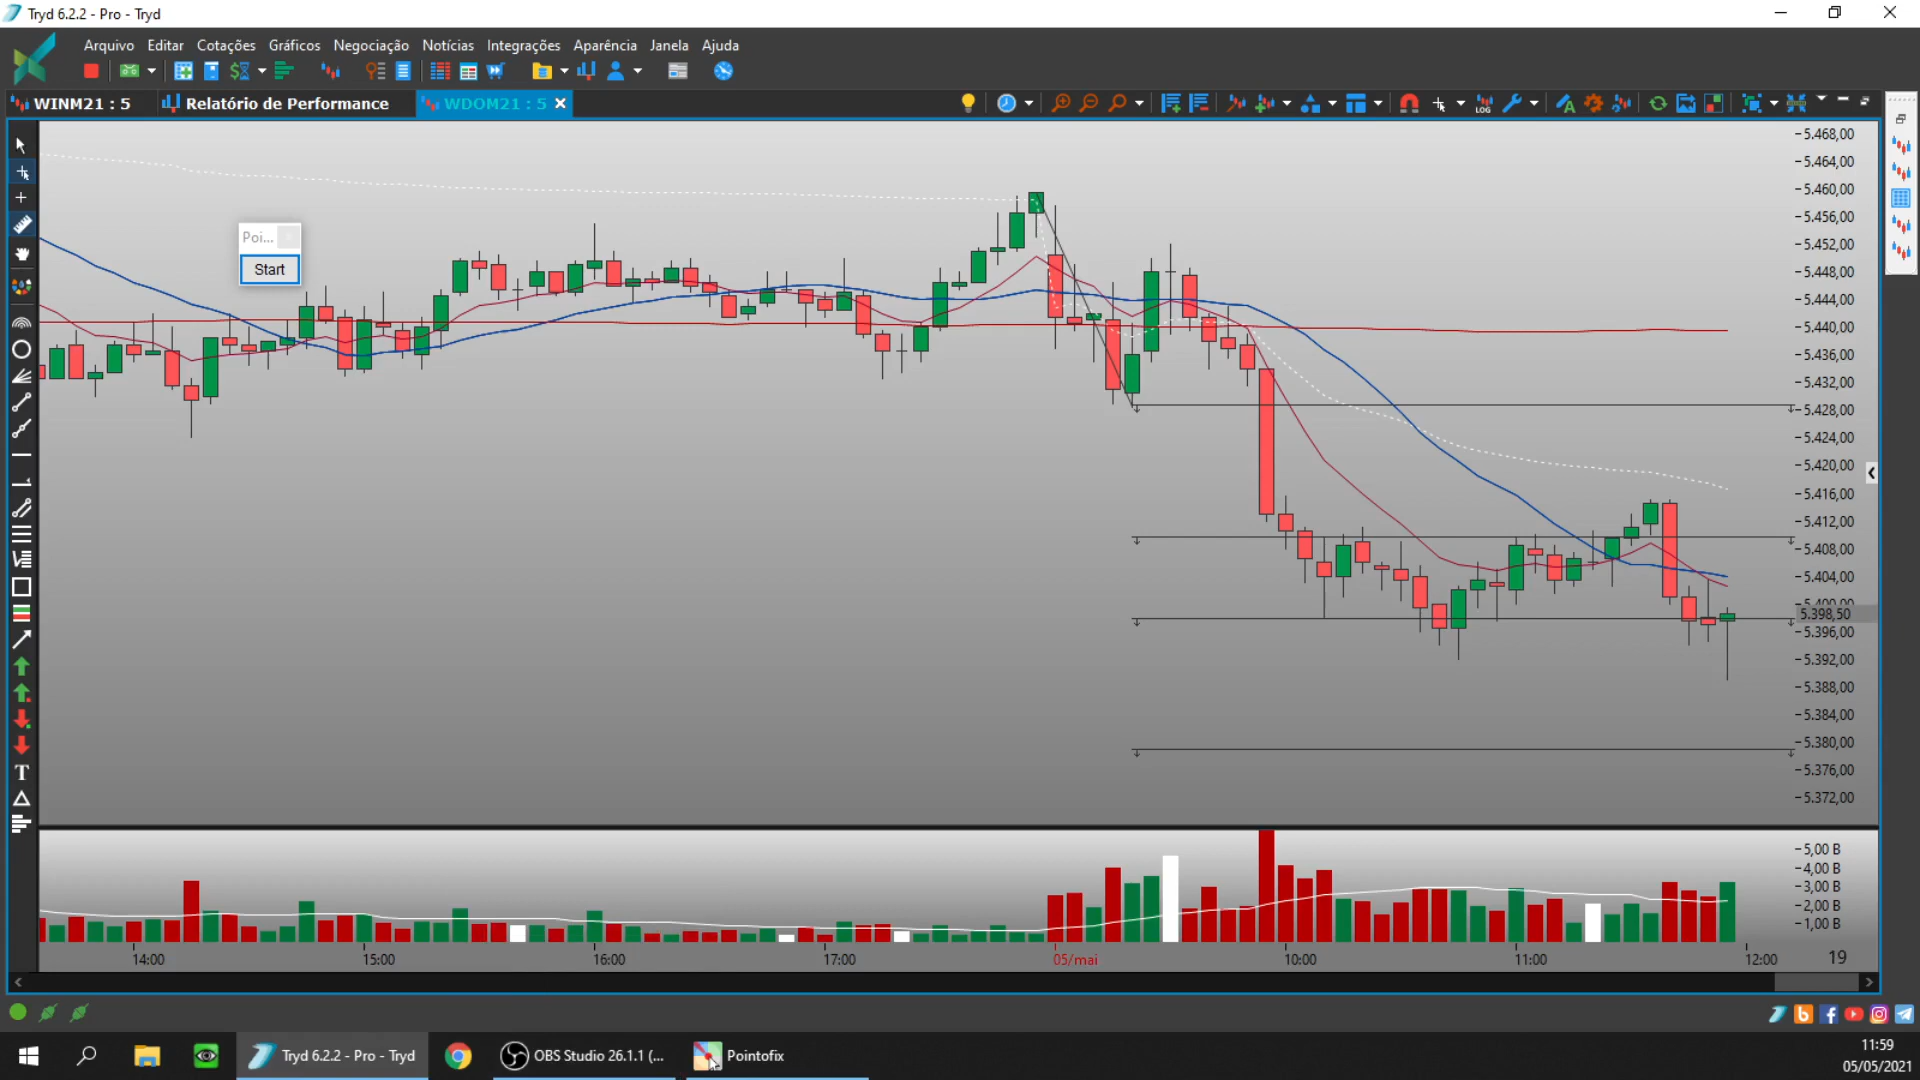 Tryd 6.2.2 - Pro - Tryd
Arquivo Editar Cotações Gráficos Negociação Notícias Integrações Aparência Janela Ajuda
WINM21 : 5 Relatório de Performance WDOM21 : 5
LOG
5.468,00
5.464,00
5.460,00
5.456,00
5.452,00
5.448,00
5.444,00
5.440,00
5.436,00
5.432,00
5.428,00
5.424,00
5.420,00
5.416,00
5.412,00
5.408,00
5.404,00
5.400,00
5.398,50
5.396,00
5.392,00
5.388,00
5.384,00
5.380,00
5.376,00
5.372,00
Poi...
Start
T
5,00 B
4,00 B
3,00 B
2,00 B
1,00 B
14:00 15:00 16:00 17:00 05/mai 10:00 11:00 12:00 19
Tryd 6.2.2 - Pro - Tryd
OBS Studio 26.1.1 (...
Pointofix
11:59
05/05/2021